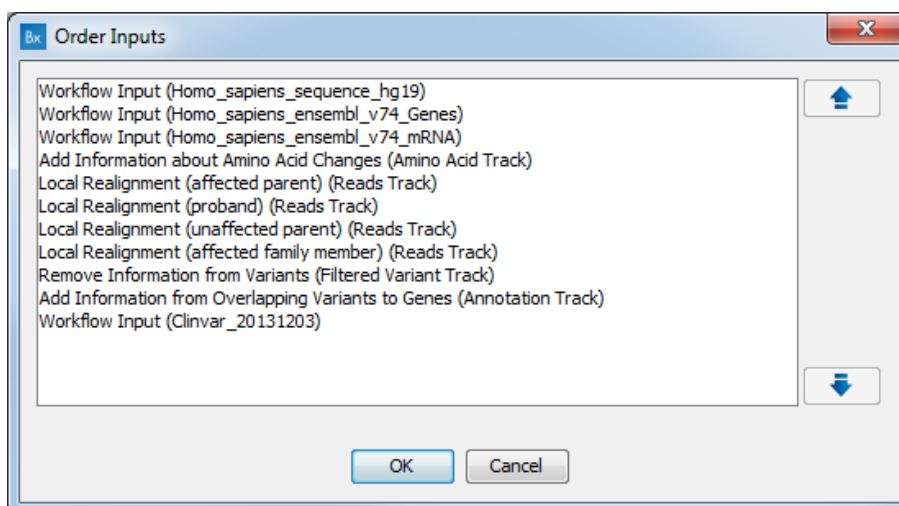 Bx Order Inputs
Workflow Input (Homo_sapiens_sequence_hg19)
Workflow Input (Homo_sapiens_ensembl_v74_Genes)
Workflow Input (Homo_sapiens_ensembl_v74_mRNA)
Add Information about Amino Acid Changes (Amino Acid Track)
Local Realignment (affected parent) (Reads Track)
Local Realignment (proband) (Reads Track)
Local Realignment (unaffected parent) (Reads Track)
Local Realignment (affected family member) (Reads Track)
Remove Information from Variants (Filtered Variant Track)
Add Information from Overlapping Variants to Genes (Annotation Track)
Workflow Input (Clinvar_20131203)
OK Cancel